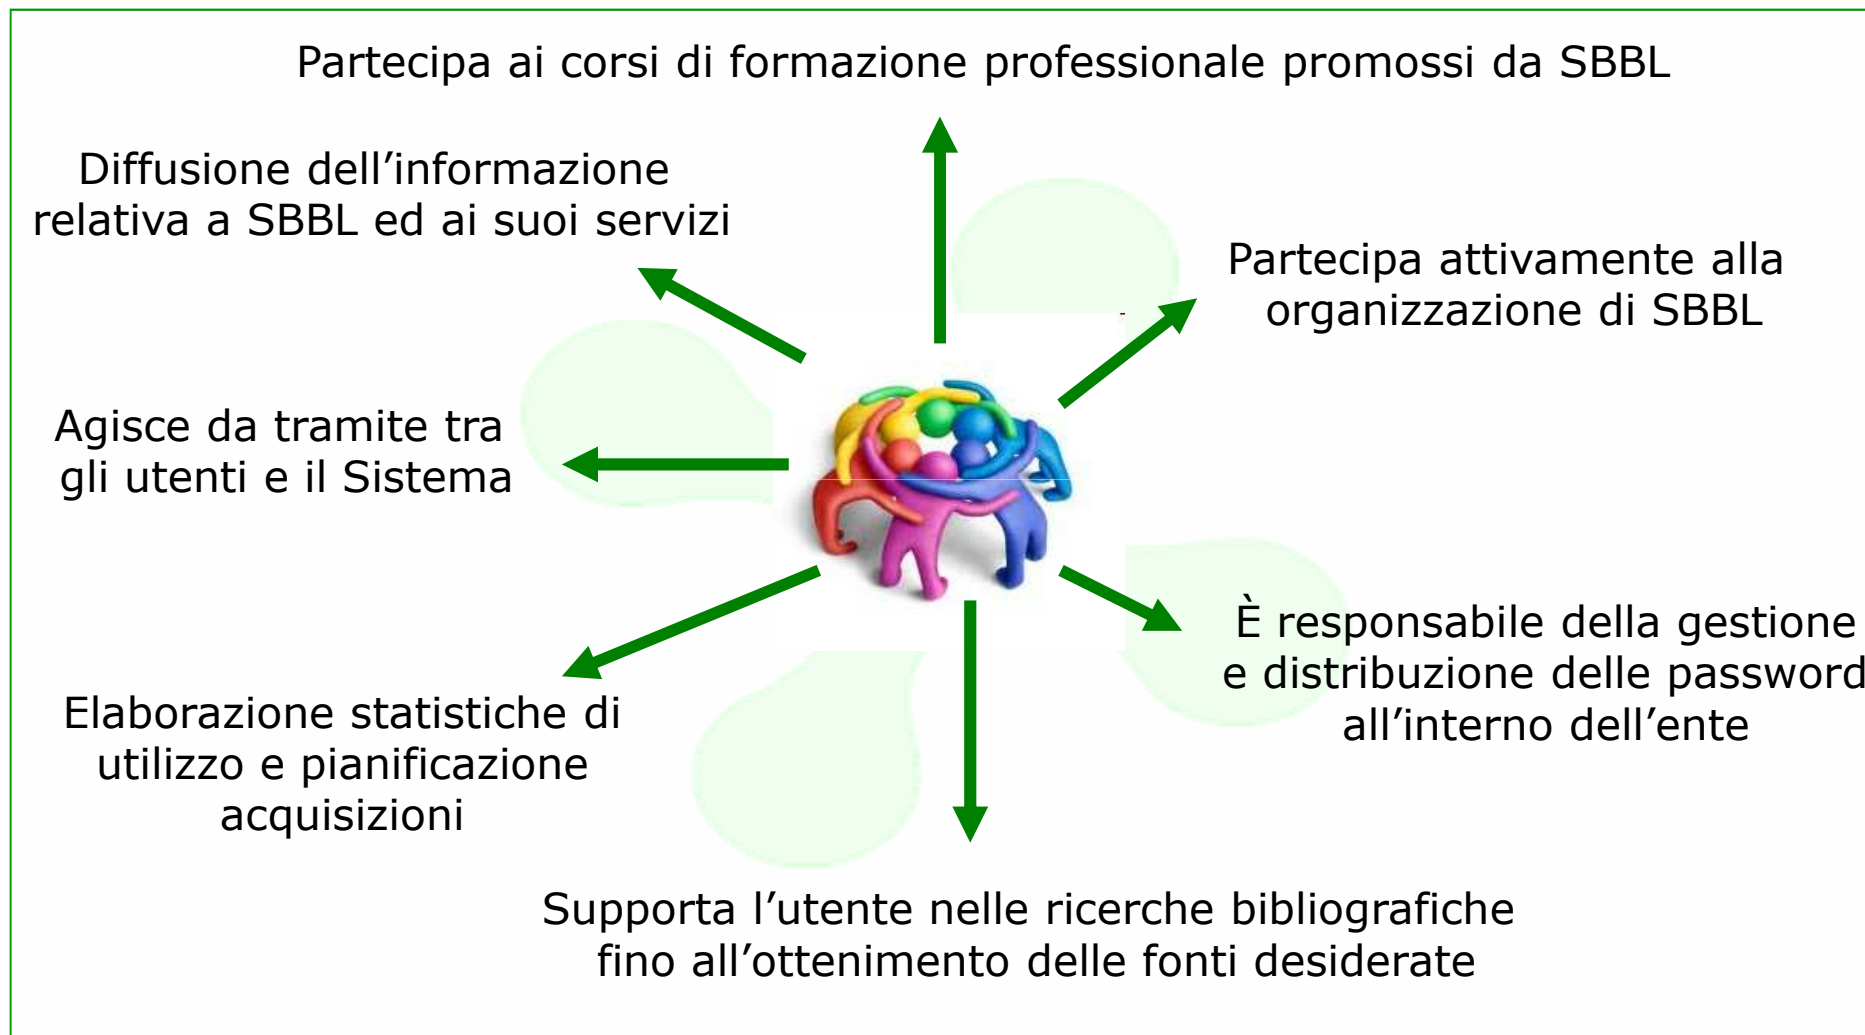 Partecipa ai corsi di formazione professionale promossi da SBBL
Diffusione dell’informazione
relativa a SBBL ed ai suoi servizi
Partecipa attivamente alla
organizzazione di SBBL
Agisce da tramite tra
gli utenti e il Sistema
È responsabile della gestione
e distribuzione delle password
all’interno dell’ente
Elaborazione statistiche di
utilizzo e pianificazione
acquisizioni
Supporta l’utente nelle ricerche bibliografiche
fino all’ottenimento delle fonti desiderate